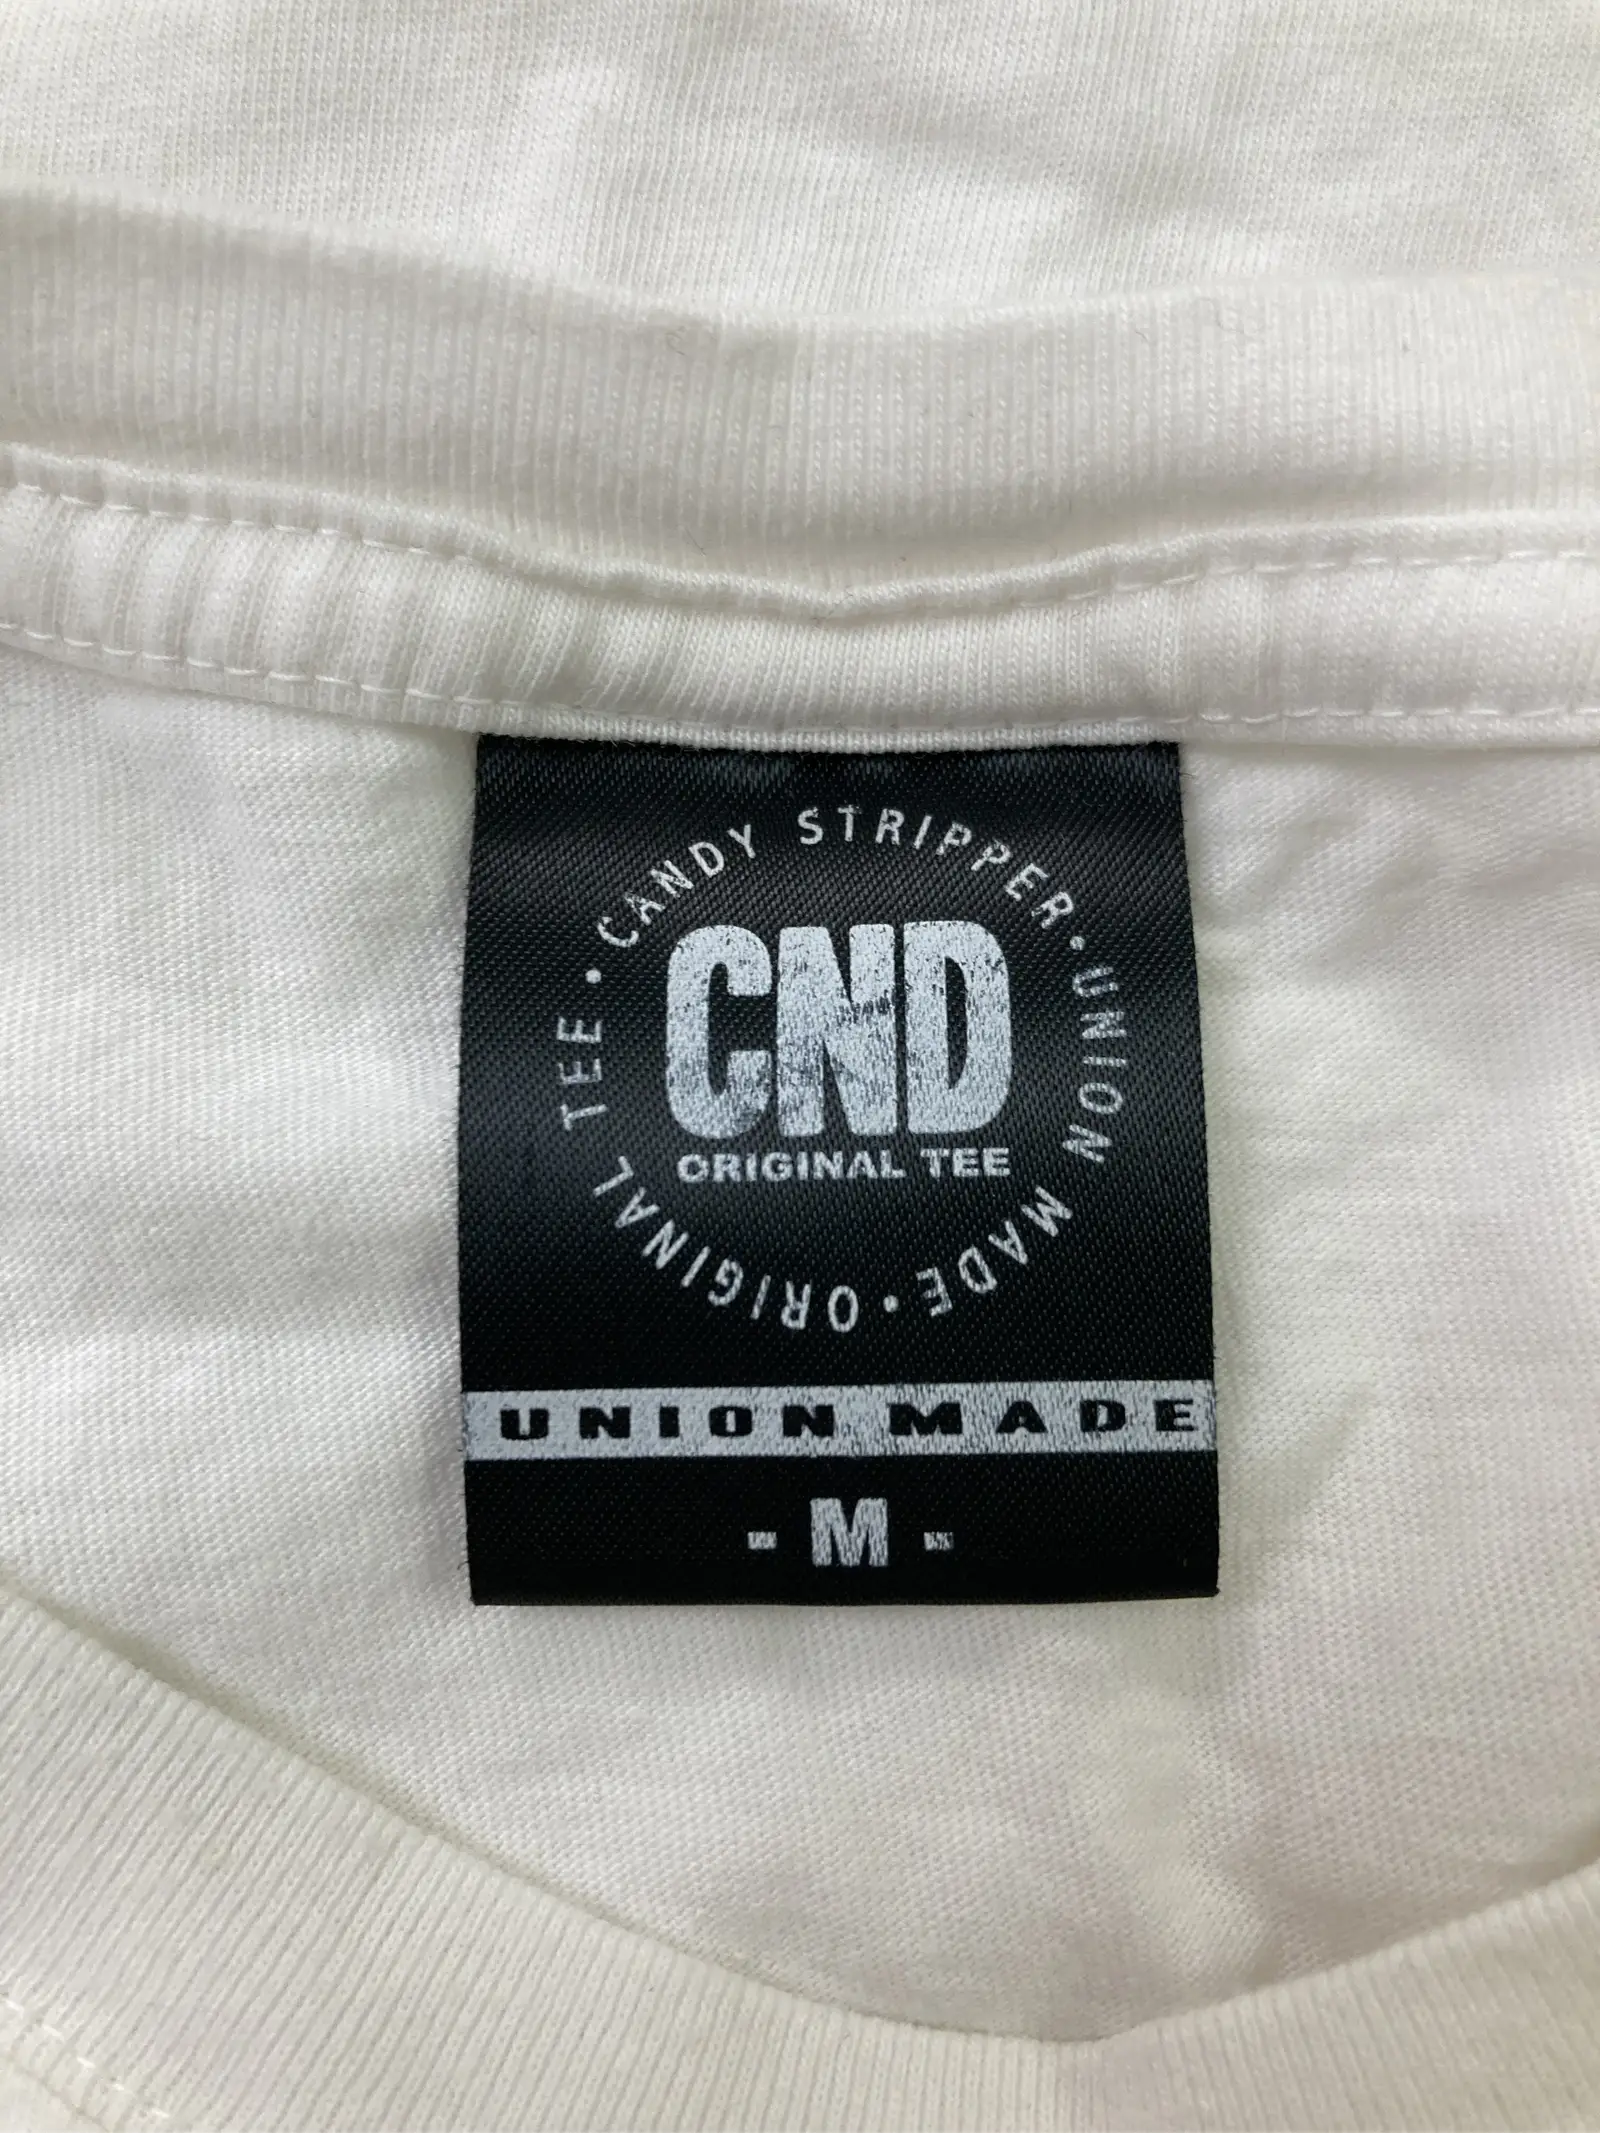 CANDY STRIPPER • UNION MADE • ORIGINAL TEE •
CND
ORIGINAL TEE
UNION MADE
- M -